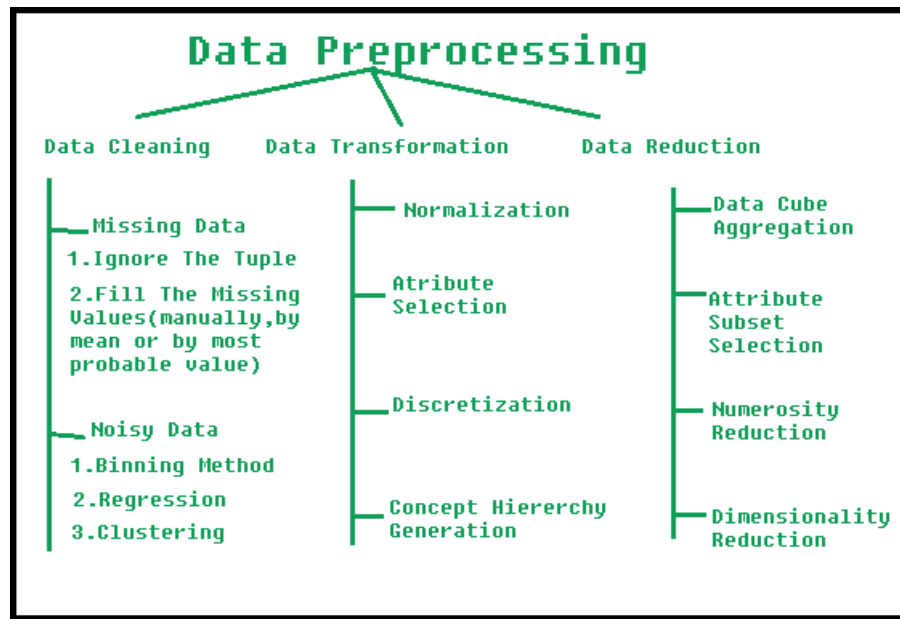 Data Preprocessing
Data Cleaning
Missing Data
1.Ignore The Tuple
2.Fill The Missing
Values(manually,by
mean or by most
probable value)
Noisy Data
1.Binning Method
2.Regression
3.Clustering
Data Transformation
Normalization
Atribute
Selection
Discretization
Concept Hiererchy
Generation
Data Reduction
Data Cube
Aggregation
Attribute
Subset
Selection
Numerosity
Reduction
Dimensionality
Reduction